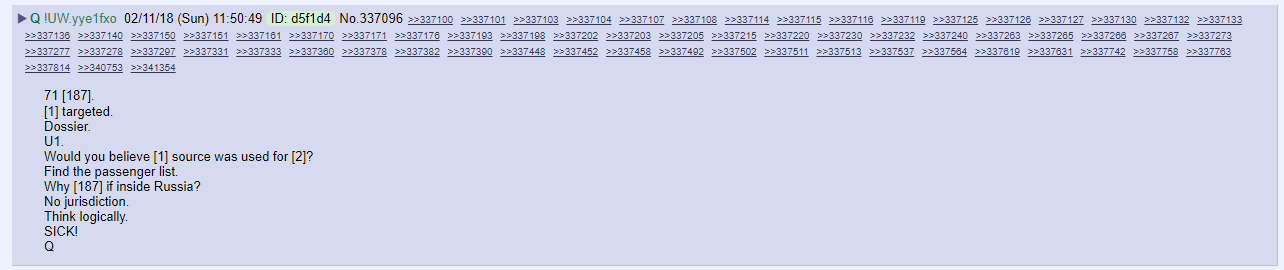 ▶ Q !UW.yye1fxo 02/11/18 (Sun) 11:50:49 ID: d5f1d4 No.337096 >>337100 >>337101 >>337103 >>337104 >>337107 >>337108 >>337114 >>337115 >>337116 >>337119 >>337125 >>337126 >>337127 >>337130 >>337132 >>337133
>>337136 >>337140 >>337150 >>337151 >>337161 >>337170 >>337171 >>337176 >>337193 >>337198 >>337202 >>337203 >>337205 >>337215 >>337220 >>337230 >>337232 >>337240 >>337263 >>337265 >>337266 >>337267 >>337273
>>337277 >>337278 >>337297 >>337331 >>337333 >>337360 >>337378 >>337382 >>337390 >>337448 >>337452 >>337458 >>337492 >>337502 >>337511 >>337513 >>337537 >>337564 >>337619 >>337631 >>337742 >>337758 >>337763
>>337814 >>340753 >>341354
71 [187].
[1] targeted.
Dossier.
U1.
Would you believe [1] source was used for [2]?
Find the passenger list.
Why [187] if inside Russia?
No jurisdiction.
Think logically.
SICK!
Q